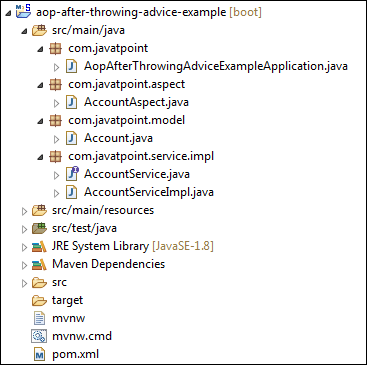 aop-after-throwing-advice-example [boot]
src/main/java
com.javatpoint
AopAfterThrowingAdviceExampleApplication.java
com.javatpoint.aspect
AccountAspect.java
com.javatpoint.model
Account.java
com.javatpoint.service.impl
AccountService.java
AccountServiceImpl.java
src/main/resources
src/test/java
JRE System Library [JavaSE-1.8]
Maven Dependencies
src
target
mvnw
mvnw.cmd
pom.xml